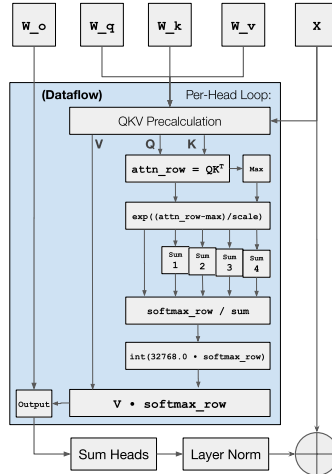 W_o W_q W_k W_v X
(Dataflow) Per-Head Loop:
QKV Precalculation
V Q K
attn_row = QKᵀ Max
exp((attn_row-max)/scale)
Sum Sum Sum Sum
1 2 3 4
softmax_row / sum
int(32768.0 • softmax_row)
Output V • softmax_row
Sum Heads Layer Norm